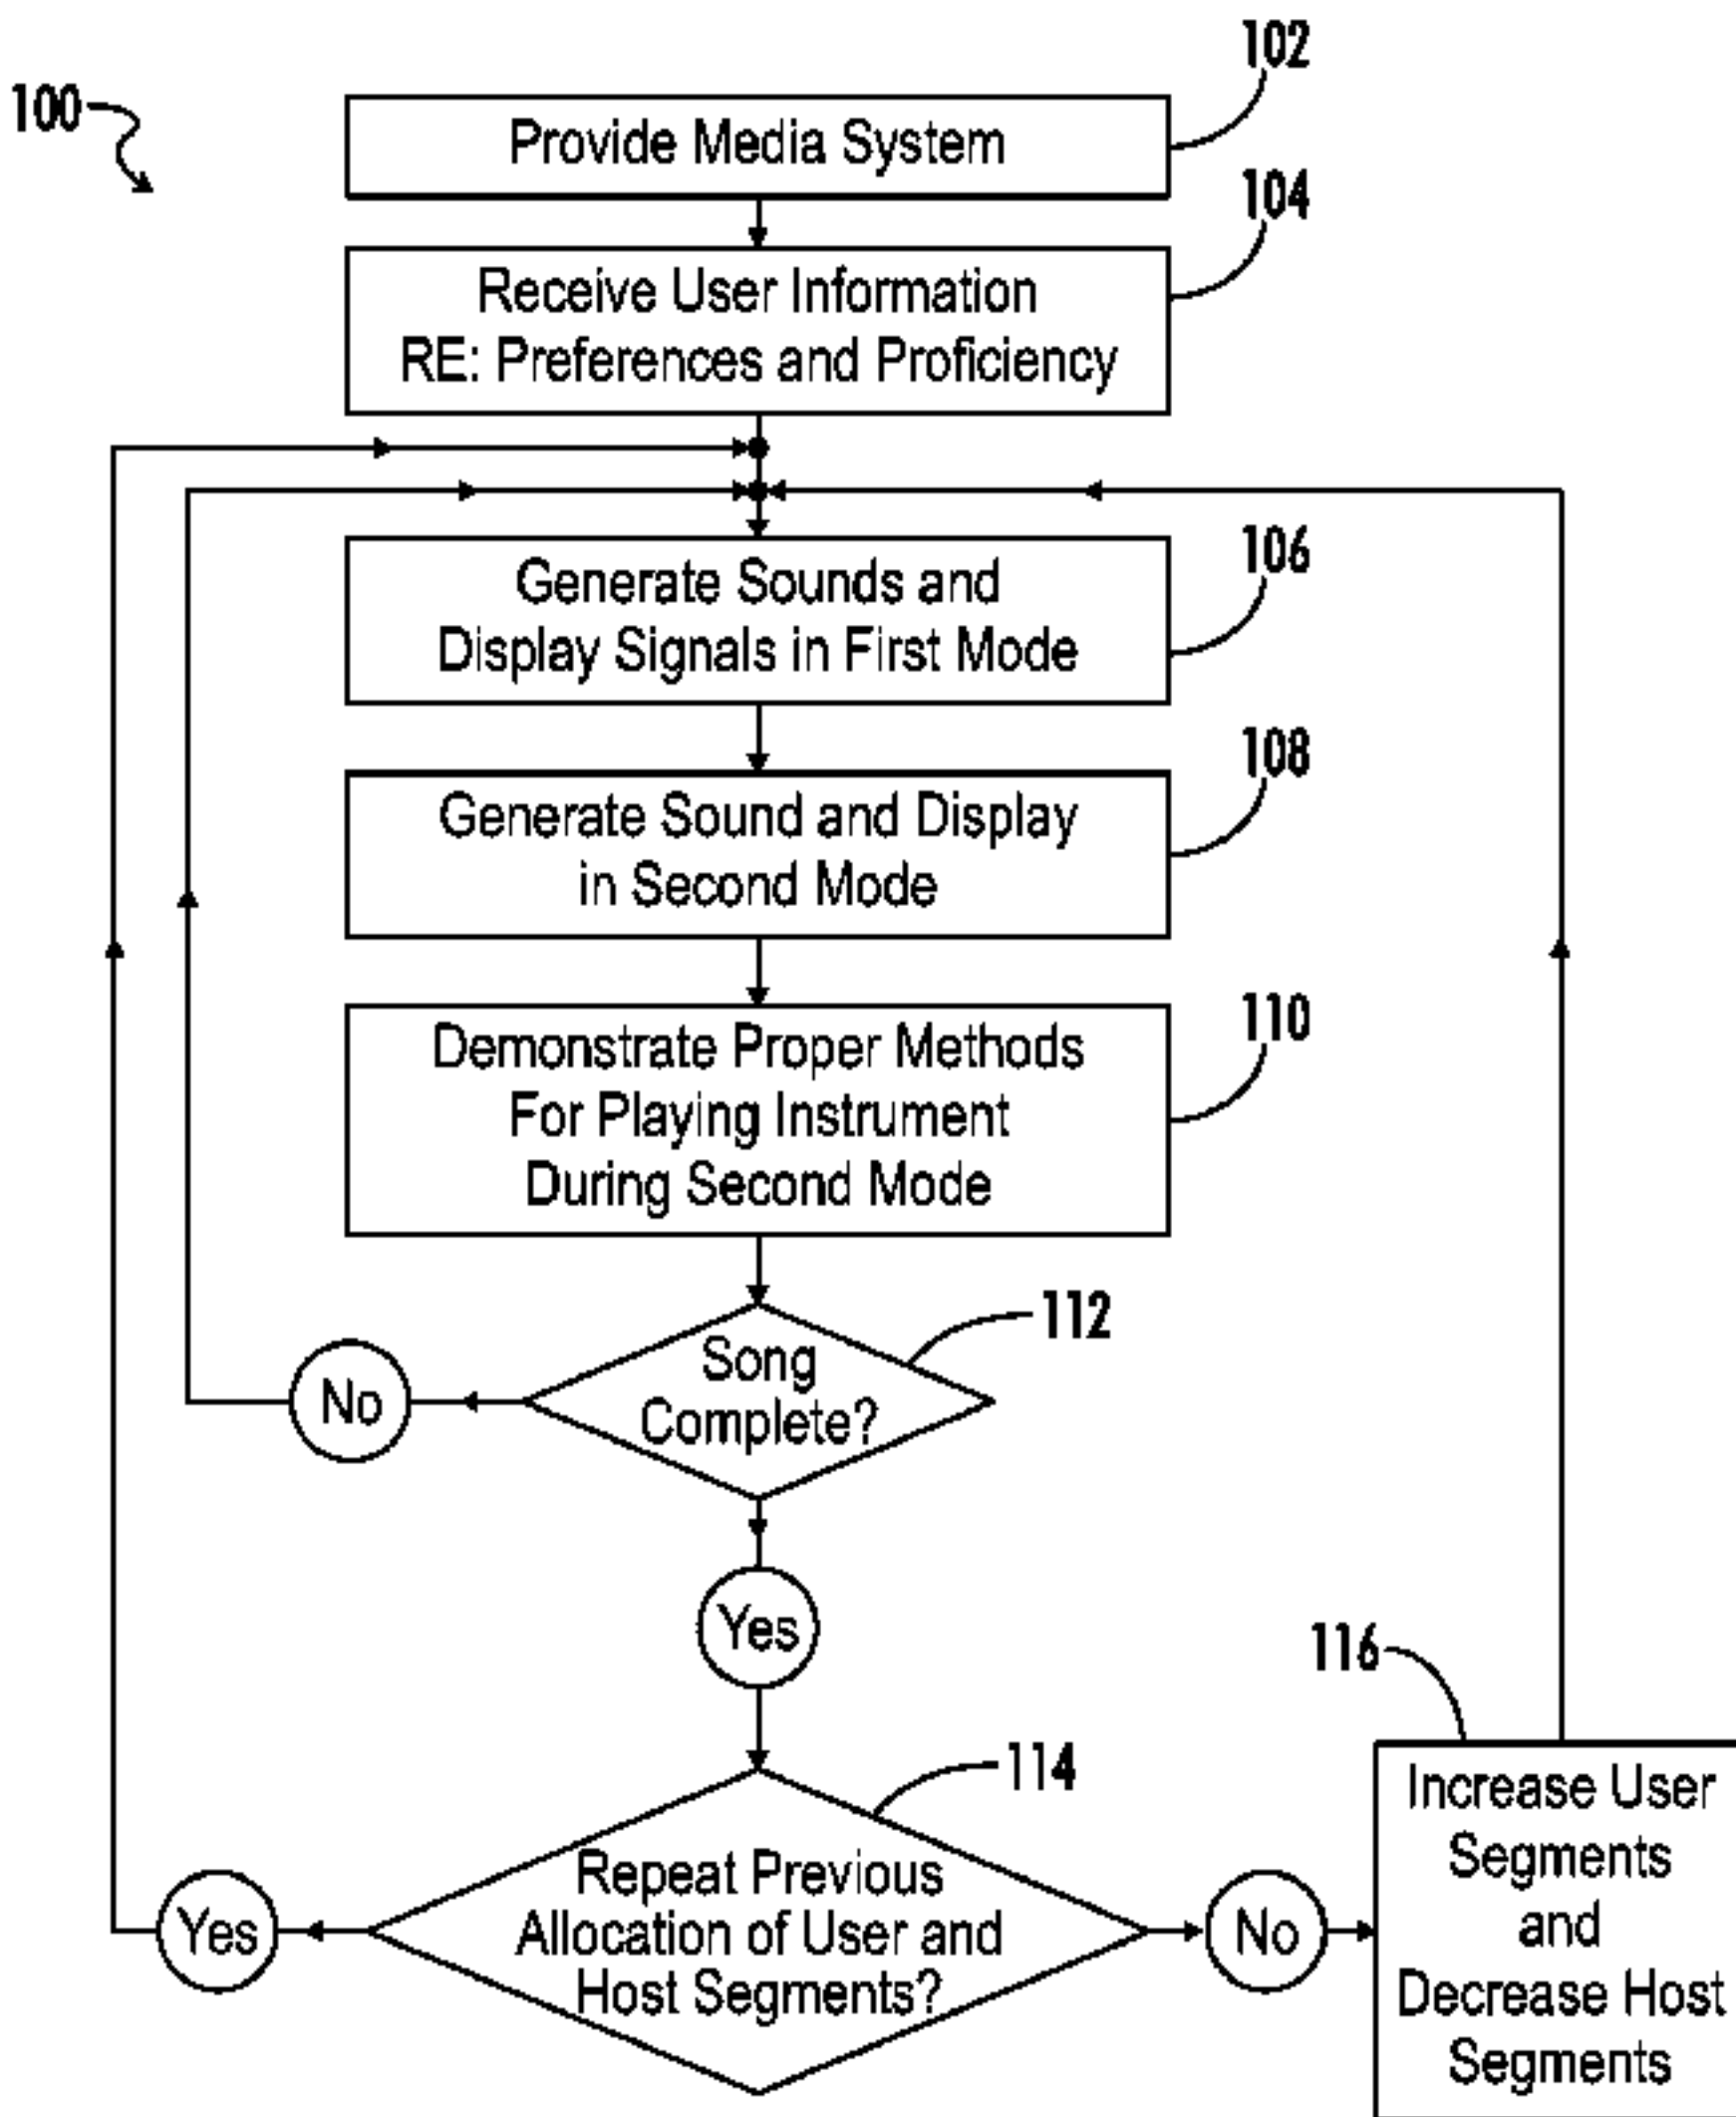 100
102
Provide Media System
104
Receive User Information
RE: Preferences and Proficiency
106
Generate Sounds and
Display Signals in First Mode
108
Generate Sound and Display
in Second Mode
110
Demonstrate Proper Methods
For Playing Instrument
During Second Mode
112
Song
Complete?
No
Yes
114
Repeat Previous
Allocation of User and
Host Segments?
Yes
No
116
Increase User
Segments
and
Decrease Host
Segments